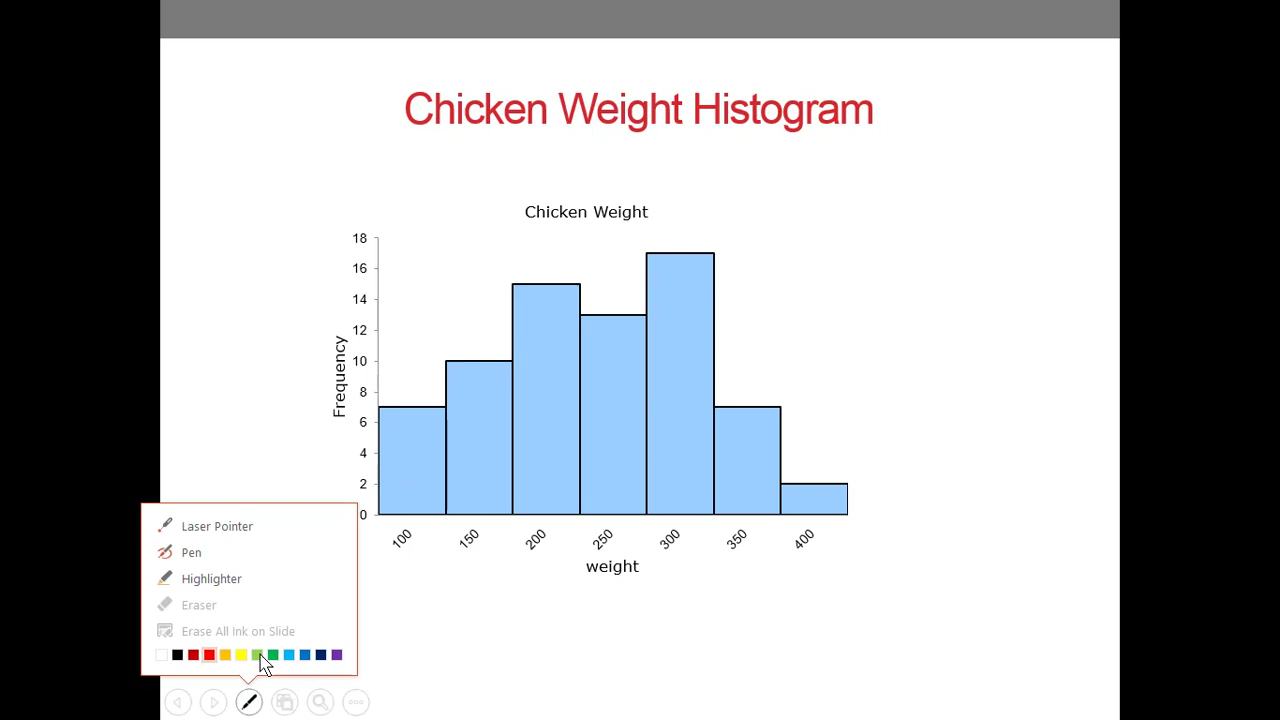 Chicken Weight Histogram
Chicken Weight
18
16
14
12
10
8
6
4
2
0
Frequency
100 150 200 250 300 350 400
weight
Laser Pointer
Pen
Highlighter
Eraser
Erase All Ink on Slide